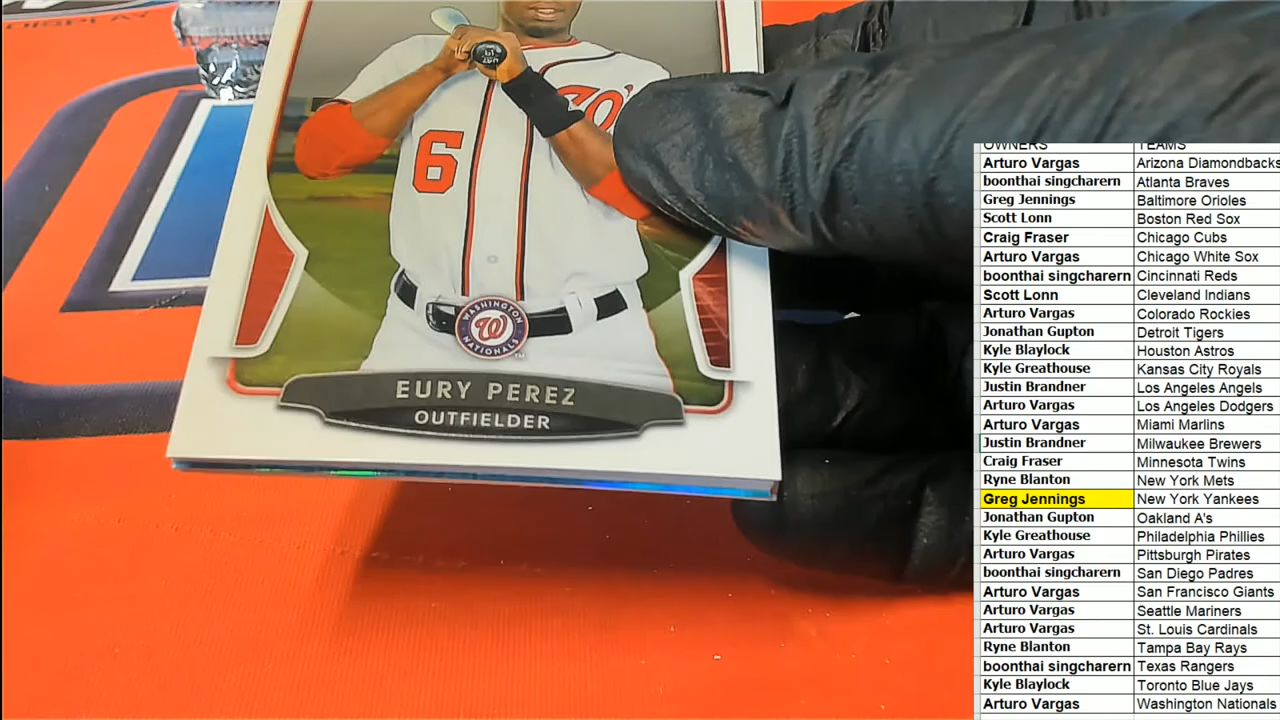 DISPLAY
6
WASHINGTON
NATIONALS
EURY PEREZ
OUTFIELDER
OWNERS TEAMS
Arturo Vargas Arizona Diamondbacks
boonthai singcharern Atlanta Braves
Greg Jennings Baltimore Orioles
Scott Lonn Boston Red Sox
Craig Fraser Chicago Cubs
Arturo Vargas Chicago White Sox
boonthai singcharern Cincinnati Reds
Scott Lonn Cleveland Indians
Arturo Vargas Colorado Rockies
Jonathan Gupton Detroit Tigers
Kyle Blaylock Houston Astros
Kyle Greathouse Kansas City Royals
Justin Brandner Los Angeles Angels
Arturo Vargas Los Angeles Dodgers
Arturo Vargas Miami Marlins
Justin Brandner Milwaukee Brewers
Craig Fraser Minnesota Twins
Ryne Blanton New York Mets
Greg Jennings New York Yankees
Jonathan Gupton Oakland A's
Kyle Greathouse Philadelphia Phillies
Arturo Vargas Pittsburgh Pirates
boonthai singcharern San Diego Padres
Arturo Vargas San Francisco Giants
Arturo Vargas Seattle Mariners
Arturo Vargas St. Louis Cardinals
Ryne Blanton Tampa Bay Rays
boonthai singcharern Texas Rangers
Kyle Blaylock Toronto Blue Jays
Arturo Vargas Washington Nationals